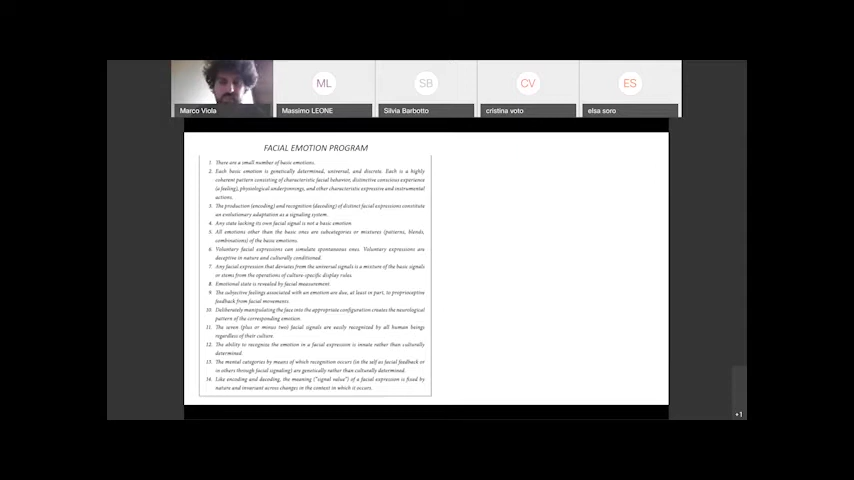 ML
SB
CV
ES
Marco Viola
Massimo LEONE
Silvia Barbotto
cristina voto
elsa soro
FACIAL EMOTION PROGRAM
1 There are a small number of basic emotions.
2. Each basic emotion is genetically determined, universal, and discrete. Each is a highly
coherent pattern consisting of characteristic facial behavior, distinctive conscious experience
(a feeling), physiological underpinnings, and other characteristic expressive and instrumental
actions.
3. The production (encoding) and recognition (decoding) of distinct facial expressions constitute
an evolutionary adaptation as a signaling system.
4. Any state lacking its own facial signal is not a basic emotion.
5. All emotions other than the basic ones are subcategories or mixtures (patterns, blends,
combinations) of the basic emotions.
6. Voluntary facial expressions can simulate spontaneous ones. Voluntary expressions are
deceptive in nature and culturally conditioned.
7. Any facial expression that deviates from the universal signals is a mixture of the basic signals
or stems from the operations of culture-specific display rules.
8. Emotional state is revealed by facial measurement.
9. The subjective feelings associated with an emotion are due, at least in part, to proprioceptive
feedback from facial movements.
10. Deliberately manipulating the face into the appropriate configuration creates the neurological
pattern of the corresponding emotion.
11. The seven (plus or minus two) facial signals are easily recognized by all human beings
regardless of their culture.
12. The ability to recognize the emotion in a facial expression is innate rather than culturally
determined.
13. The mental categories by means of which recognition occurs (in the self as facial feedback or
in others through facial signaling) are genetically rather than culturally determined.
14. Like encoding and decoding, the meaning ("signal value") of a facial expression is fixed by
nature and invariant across changes in the context in which it occurs.
+1